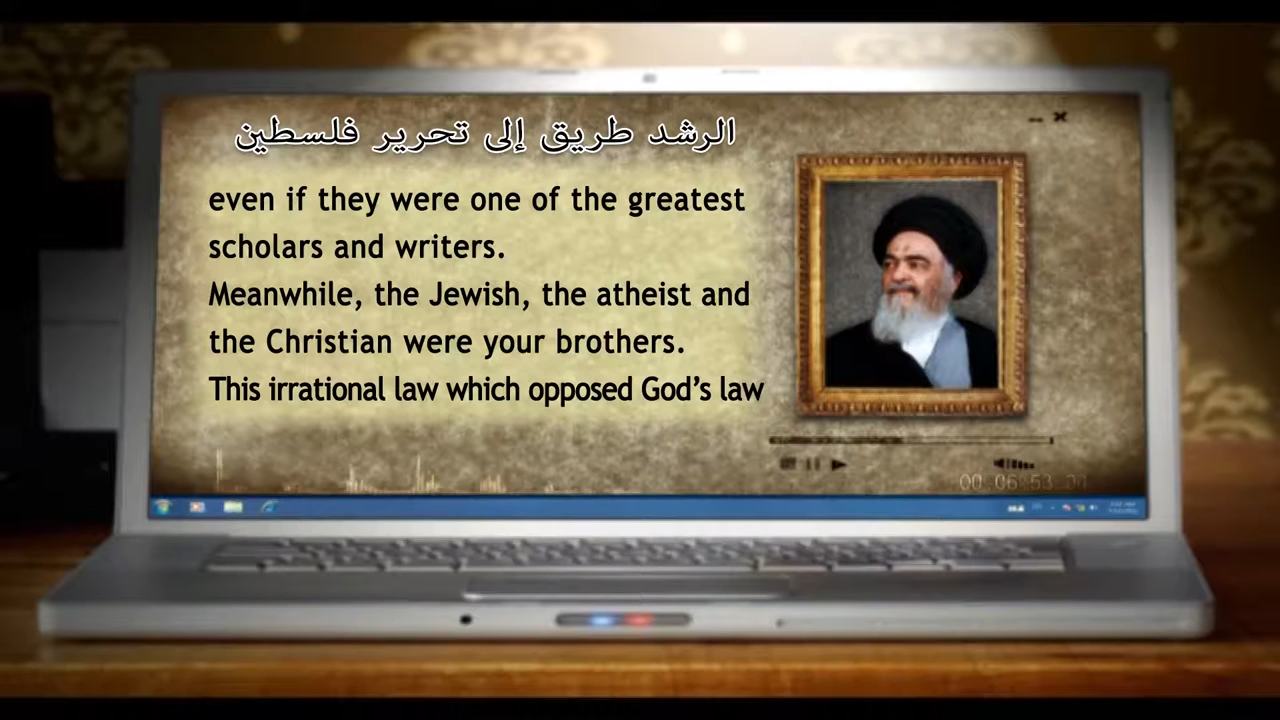 الرشد طريق إلى تحرير فلسطين
even if they were one of the greatest
scholars and writers.
Meanwhile, the Jewish, the atheist and
the Christian were your brothers.
This irrational law which opposed God’s law